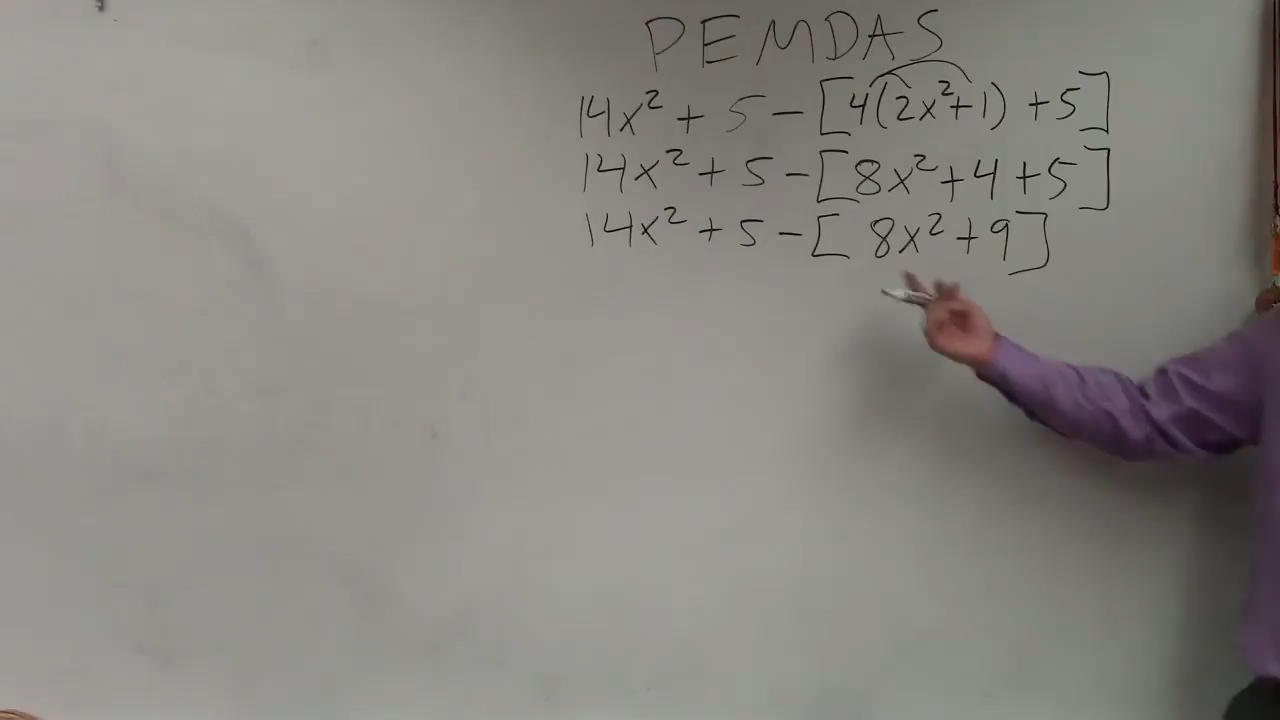 PEMDAS
14x² + 5 - [4(2x²+1) + 5]
14x² + 5 - [8x² + 4 + 5]
14x² + 5 - [ 8x² + 9]